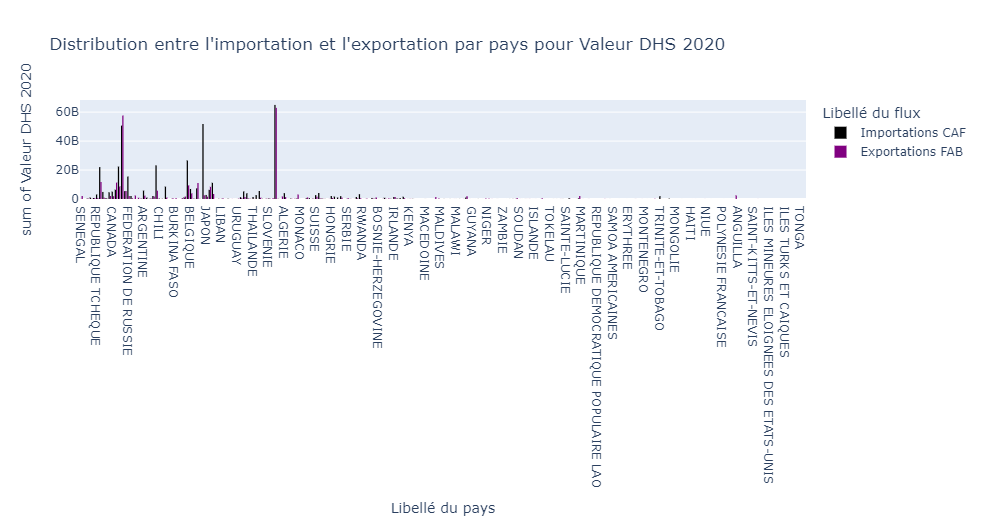 Distribution entre l'importation et l'exportation par pays pour Valeur DHS 2020
sum of Valeur DHS 2020
60B
40B
20B
0
SENEGAL
REPUBLIQUE TCHEQUE
CANADA
FEDERATION DE RUSSIE
ARGENTINE
CHILI
BURKINA FASO
BELGIQUE
JAPON
LIBAN
URUGUAY
THAILANDE
SLOVENIE
ALGERIE
MONACO
SUISSE
HONGRIE
SERBIE
RWANDA
BOSNIE-HERZEGOVINE
IRLANDE
KENYA
MACEDOINE
MALDIVES
MALAWI
GUYANA
NIGER
ZAMBIE
SOUDAN
ISLANDE
TOKELAU
SAINTE-LUCIE
MARTINIQUE
REPUBLIQUE DEMOCRATIQUE POPULAIRE LAO
SAMOA AMERICAINES
ERYTHREE
MONTENEGRO
TRINITE-ET-TOBAGO
MONGOLIE
HAITI
NIUE
POLYNESIE FRANCAISE
ANGUILLA
SAINT-KITTS-ET-NEVIS
ILES MINEURES ELOIGNEES DES ETATS-UNIS
ILES TURKS ET CAIQUES
TONGA
Libellé du pays
Libellé du flux
Importations CAF
Exportations FAB